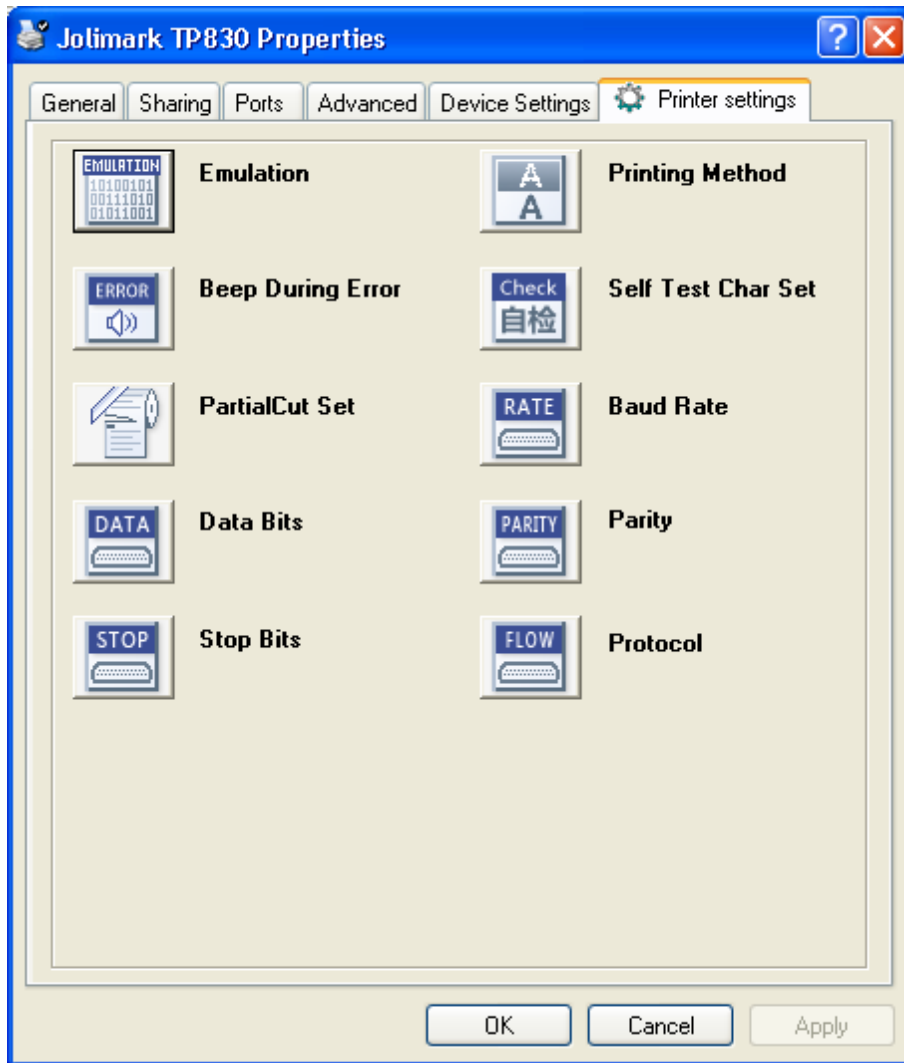 Jolimark TP830 Properties
General Sharing Ports Advanced Device Settings Printer settings
EMULATION
10100101
00111010
01011001
Emulation
A
A
Printing Method
ERROR
Beep During Error
Check
自检
Self Test Char Set
PartialCut Set
RATE
Baud Rate
DATA
Data Bits
PARITY
Parity
STOP
Stop Bits
FLOW
Protocol
OK Cancel Apply